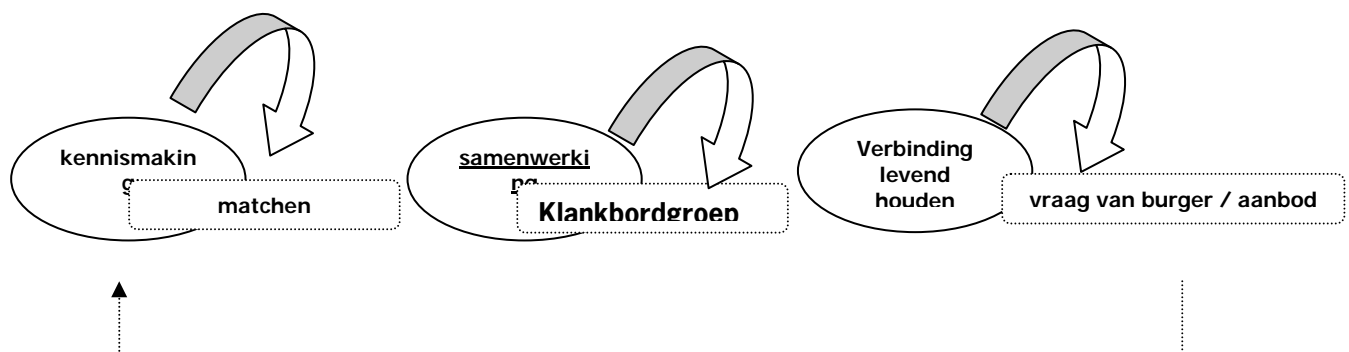 kennismakin
g
matchen
samenwerki
ng
Klankbordgroep
Verbinding
levend
houden
vraag van burger / aanbod